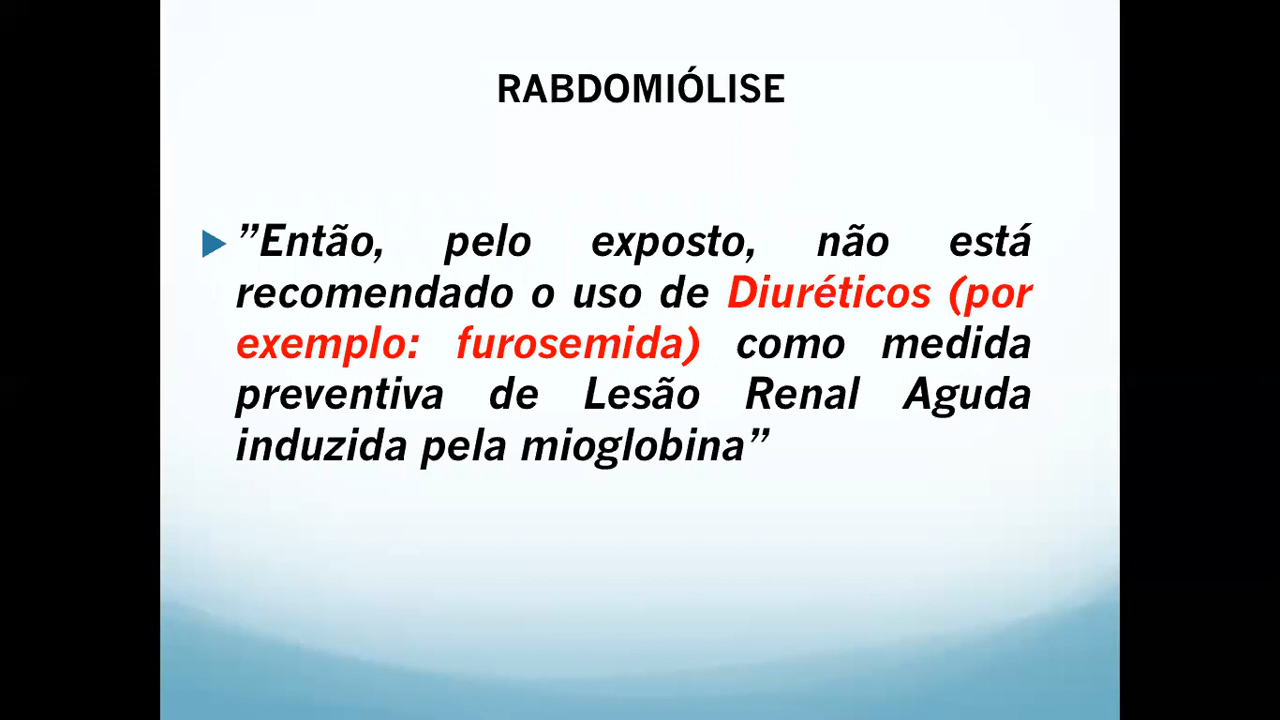 RABDOMIÓLISE
”Então, pelo exposto, não está
recomendado o uso de Diuréticos (por
exemplo: furosemida) como medida
preventiva de Lesão Renal Aguda
induzida pela mioglobina”